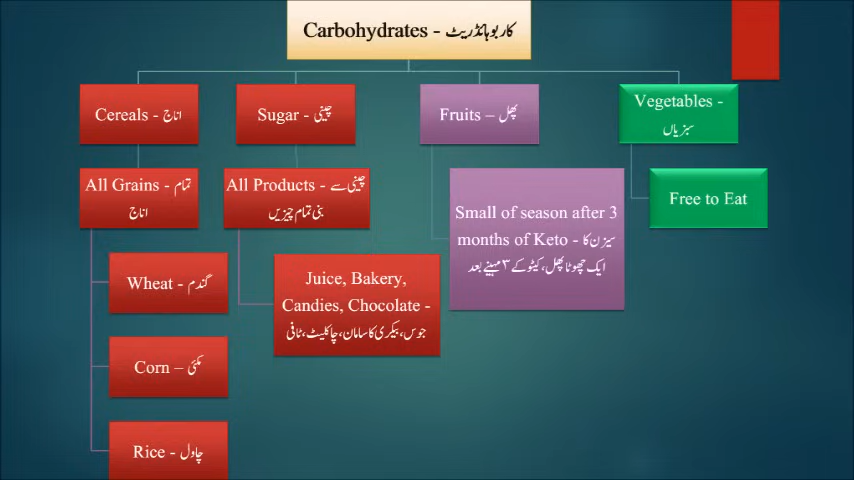 Carbohydrates - کاربوہائڈریٹ
Cereals - اناج
Sugar - چینی
Fruits – پھل
Vegetables -
سبزیاں
All Grains - تمام
اناج
All Products - چینی سے
بنی تمام چیزیں
Small of season after 3
months of Keto - سیزن کا
ایک چھوٹا پھل، کیٹو کے ۳ مہینے بعد
Free to Eat
Wheat - گندم
Juice, Bakery,
Candies, Chocolate -
جوس، بیکری کا سامان، چاکلیٹ، ٹافی
Corn – مکئی
Rice - چاول